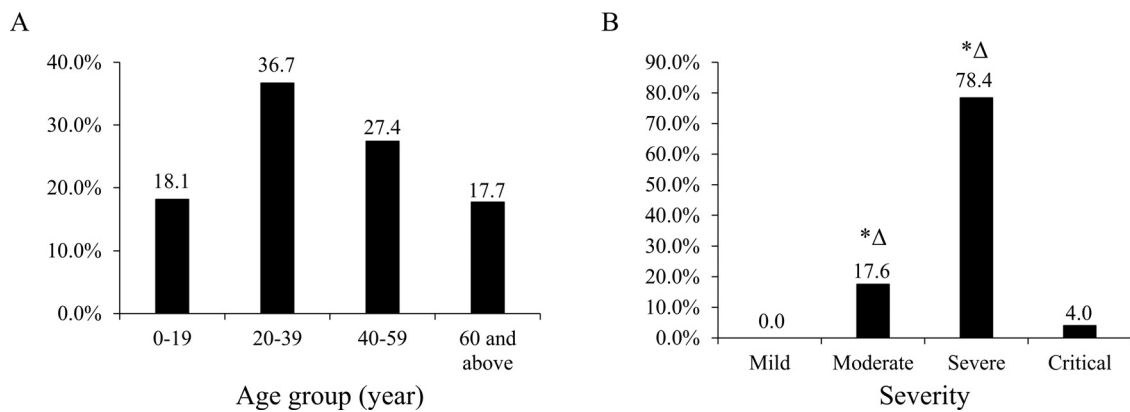 A
40.0%
30.0%
20.0%
10.0%
0.0%
18.1
36.7
27.4
17.7
0-19
20-39
40-59
60 and
above
Age group (year)
B
90.0%
80.0%
70.0%
60.0%
50.0%
40.0%
30.0%
20.0%
10.0%
0.0%
0.0
*Δ
17.6
*Δ
78.4
4.0
Mild
Moderate
Severe
Critical
Severity